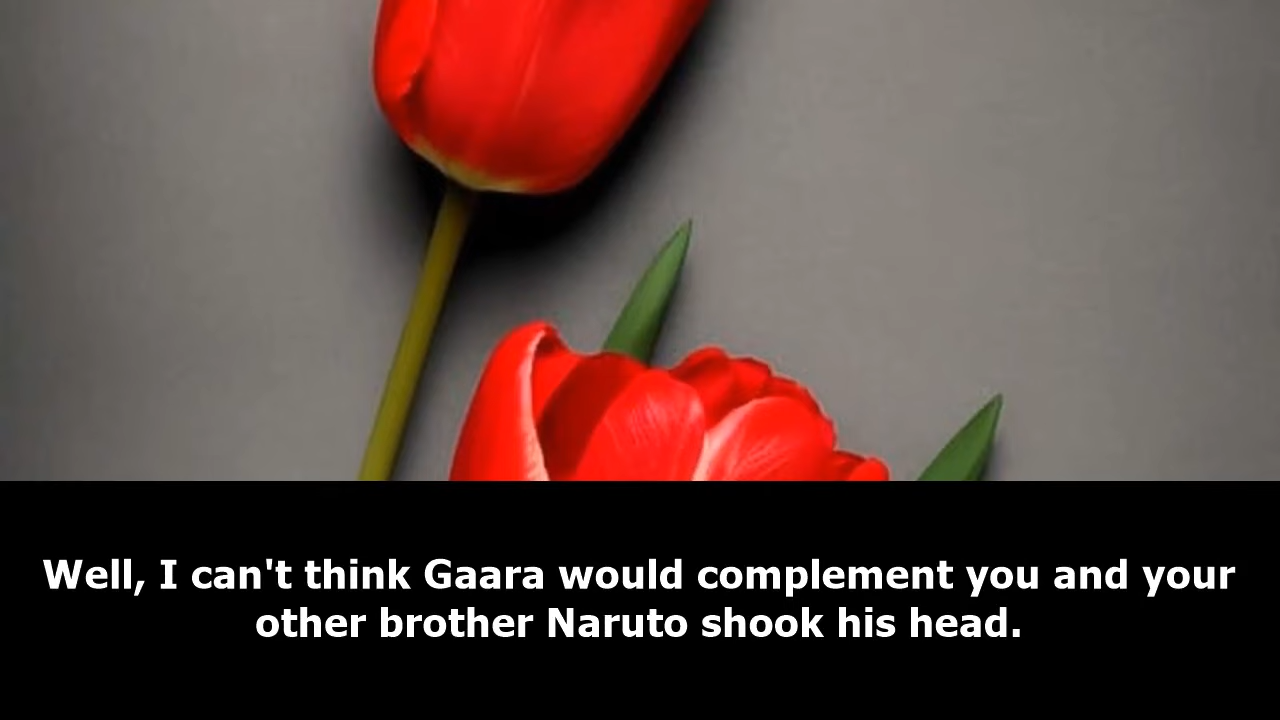 Well, I can't think Gaara would complement you and your
other brother Naruto shook his head.